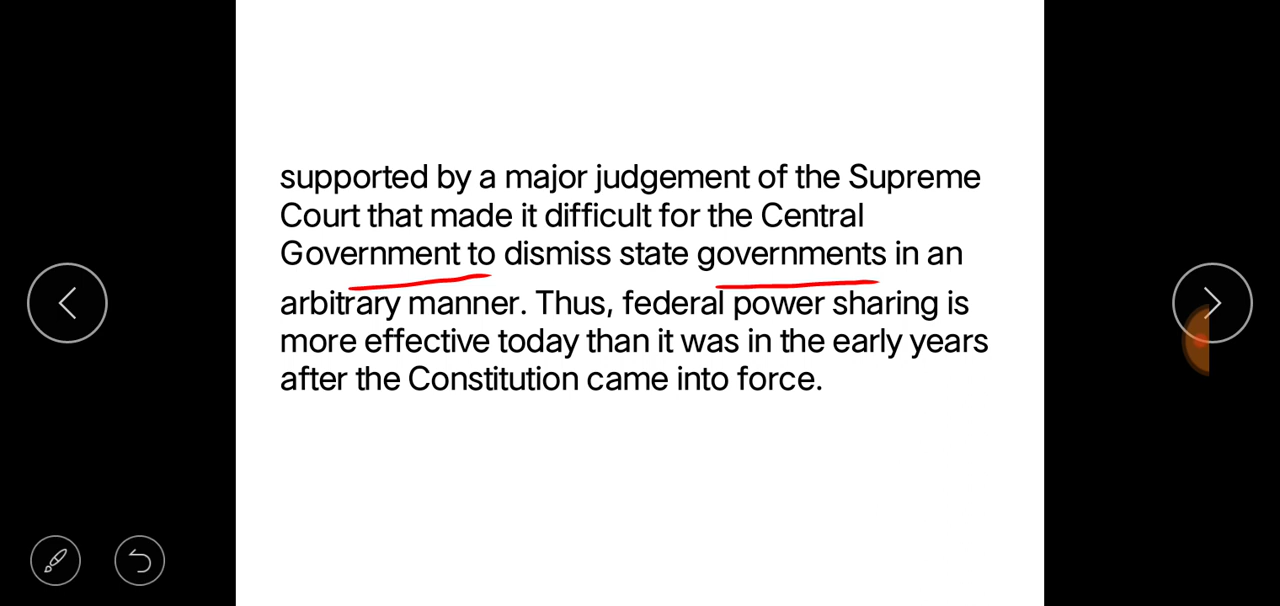 supported by a major judgement of the Supreme
Court that made it difficult for the Central
Government to dismiss state governments in an
arbitrary manner. Thus, federal power sharing is
more effective today than it was in the early years
after the Constitution came into force.